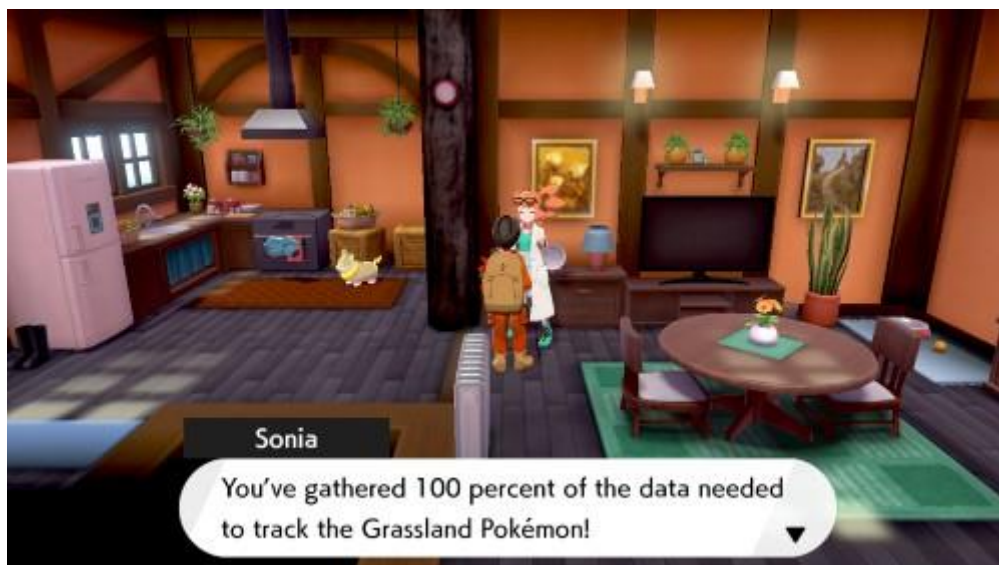 Sonia
You've gathered 100 percent of the data needed
to track the Grassland Pokémon!